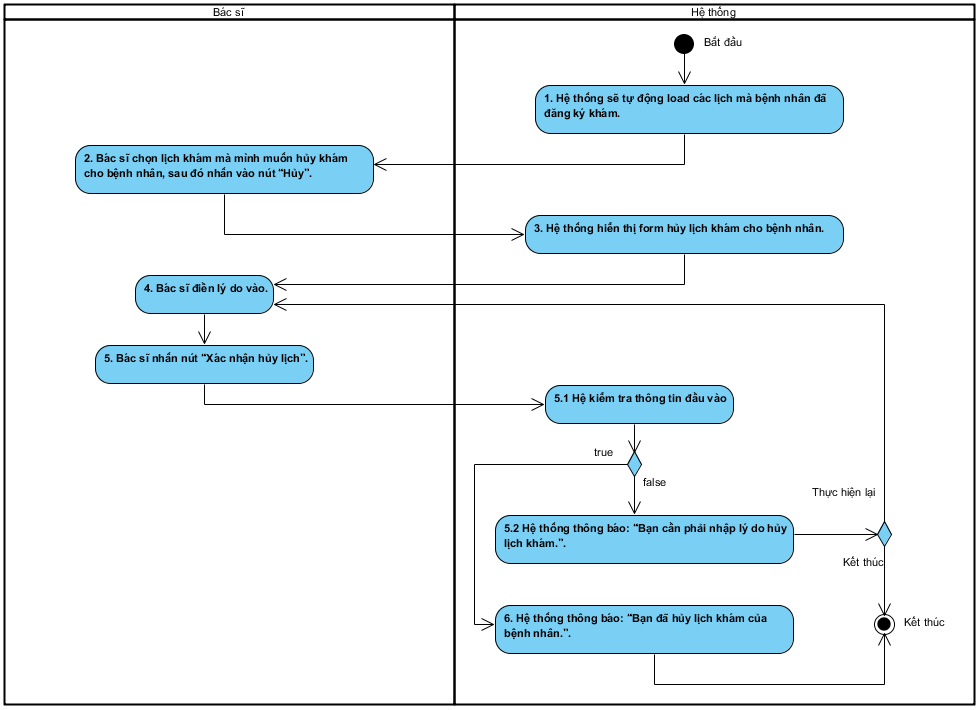 Bác sĩ
Hệ thống
Bắt đầu
1. Hệ thống sẽ tự động load các lịch mà bệnh nhân đã
đăng ký khám.
2. Bác sĩ chọn lịch khám mà mình muốn hủy khám
cho bệnh nhân, sau đó nhấn vào nút "Hủy".
3. Hệ thống hiển thị form hủy lịch khám cho bệnh nhân.
4. Bác sĩ điền lý do vào.
5. Bác sĩ nhấn nút "Xác nhận hủy lịch".
5.1 Hệ kiểm tra thông tin đầu vào
true
false
Thực hiện lại
5.2 Hệ thống thông báo: "Bạn cần phải nhập lý do hủy
lịch khám.".
Kết thúc
6. Hệ thống thông báo: "Bạn đã hủy lịch khám của
bệnh nhân.".
Kết thúc